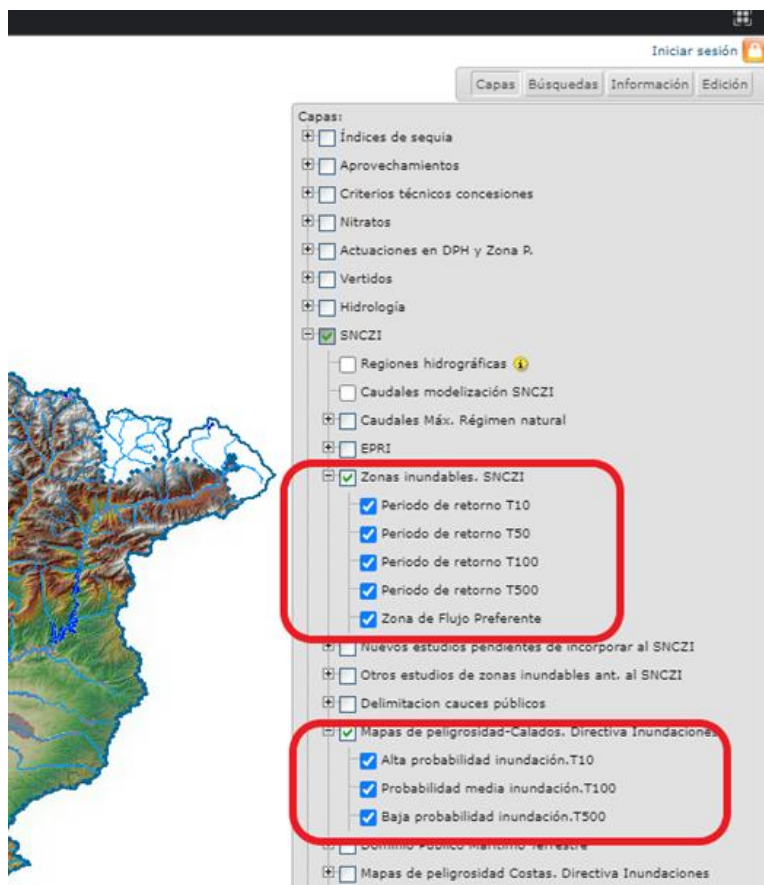 Iniciar sesión
Capas Búsquedas Información Edición
Capas:
Índices de sequia
Aprovechamientos
Criterios técnicos concesiones
Nitratos
Actuaciones en DPH y Zona P.
Vertidos
Hidrología
SNCZI
Regiones hidrográficas
Caudales modelización SNCZI
Caudales Máx. Régimen natural
EPRI
Zonas inundables. SNCZI
Periodo de retorno T10
Periodo de retorno T50
Periodo de retorno T100
Periodo de retorno T500
Zona de Flujo Preferente
Nuevos estudios pendientes de incorporar al SNCZI
Otros estudios de zonas inundables ant. al SNCZI
Delimitacion cauces públicos
Mapas de peligrosidad-Calados. Directiva Inundaciones
Alta probabilidad inundación.T10
Probabilidad media inundación.T100
Baja probabilidad inundación.T500
Dominio Público Marítimo Terrestre
Mapas de peligrosidad Costas. Directiva Inundaciones